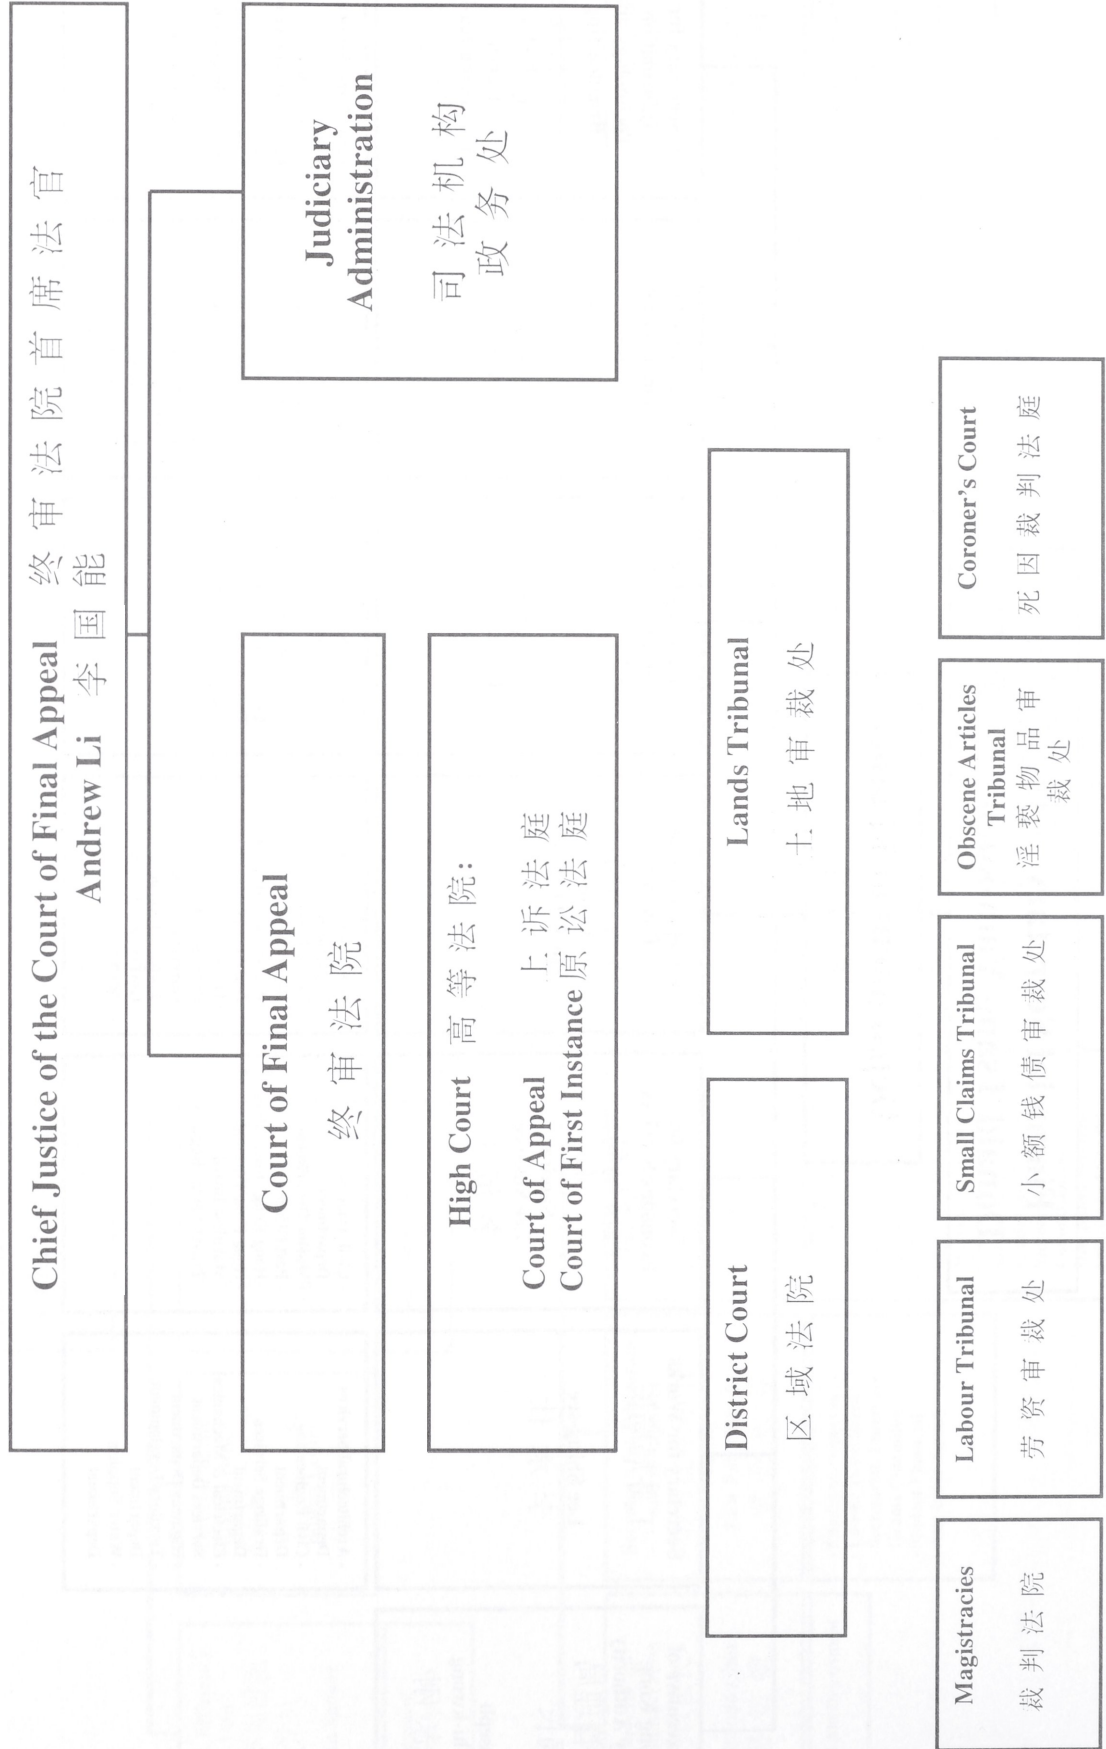 Chief Justice of the Court of Final Appeal 终审法院首席法官
Andrew Li 李国能
Court of Final Appeal
终审法院
Judiciary
Administration
司法机构
政务处
High Court 高等法院:
Court of Appeal 上诉法庭
Court of First Instance 原讼法庭
District Court
区域法院
Lands Tribunal
土地审裁处
Magistracies
裁判法院
Labour Tribunal
劳资审裁处
Small Claims Tribunal
小额钱债审裁处
Obscene Articles
Tribunal
淫亵物品审
裁处
Coroner's Court
死因裁判法庭